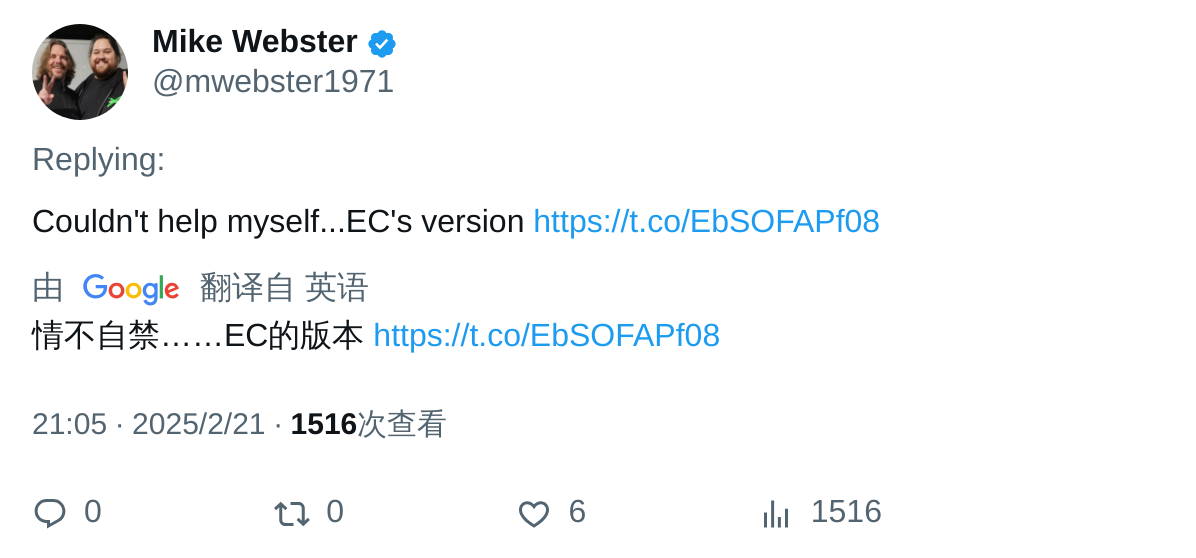 Mike Webster
@mwebster1971
Replying:
Couldn't help myself...EC's version https://t.co/EbSOFAPf08
由 Google 翻译自 英语
情不自禁……EC的版本 https://t.co/EbSOFAPf08
21:05 · 2025/2/21 · 1516次查看
0 0 6 1516